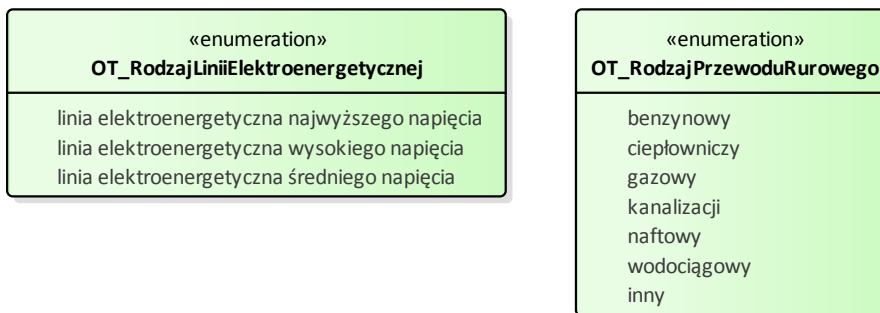 «enumeration»
OT_RodzajLiniiElektroenergetycznej
linia elektroenergetyczna najwyższego napięcia
linia elektroenergetyczna wysokiego napięcia
linia elektroenergetyczna średniego napięcia
«enumeration»
OT_RodzajPrzewoduRurowego
benzynowy
ciepłowniczy
gazowy
kanalizacji
naftowy
wodociągowy
inny